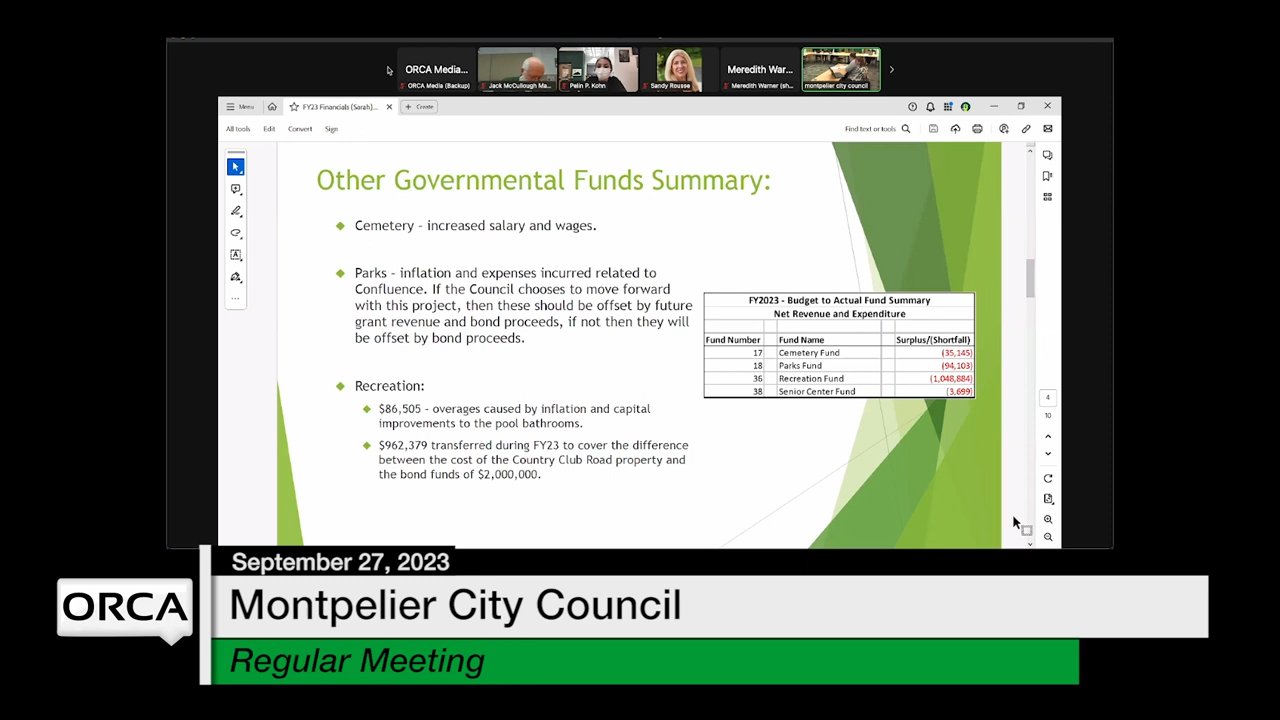 ORCA Media...
Meredith War...
ORCA Media (Backup)
Jack McCullough Ma...
Pelin P. Kohn
Sandy Rousse
Meredith Warner (sh...
montpelier city council
Menu
FY23 Financials (Sarah)...
Create
All tools
Edit
Convert
Sign
Find text or tools
Other Governmental Funds Summary:
Cemetery – increased salary and wages.
Parks – inflation and expenses incurred related to
Confluence. If the Council chooses to move forward
with this project, then these should be offset by future
grant revenue and bond proceeds, if not then they will
be offset by bond proceeds.
Recreation:
$86,505 – overages caused by inflation and capital
improvements to the pool bathrooms.
$962,379 transferred during FY23 to cover the difference
between the cost of the Country Club Road property and
the bond funds of $2,000,000.
FY2023 - Budget to Actual Fund Summary
Net Revenue and Expenditure
Fund Number Fund Name Surplus/(Shortfall)
17 Cemetery Fund (35,145)
18 Parks Fund (94,103)
36 Recreation Fund (1,048,884)
38 Senior Center Fund (3,699)
4
10
September 27, 2023
ORCA
Montpelier City Council
Regular Meeting